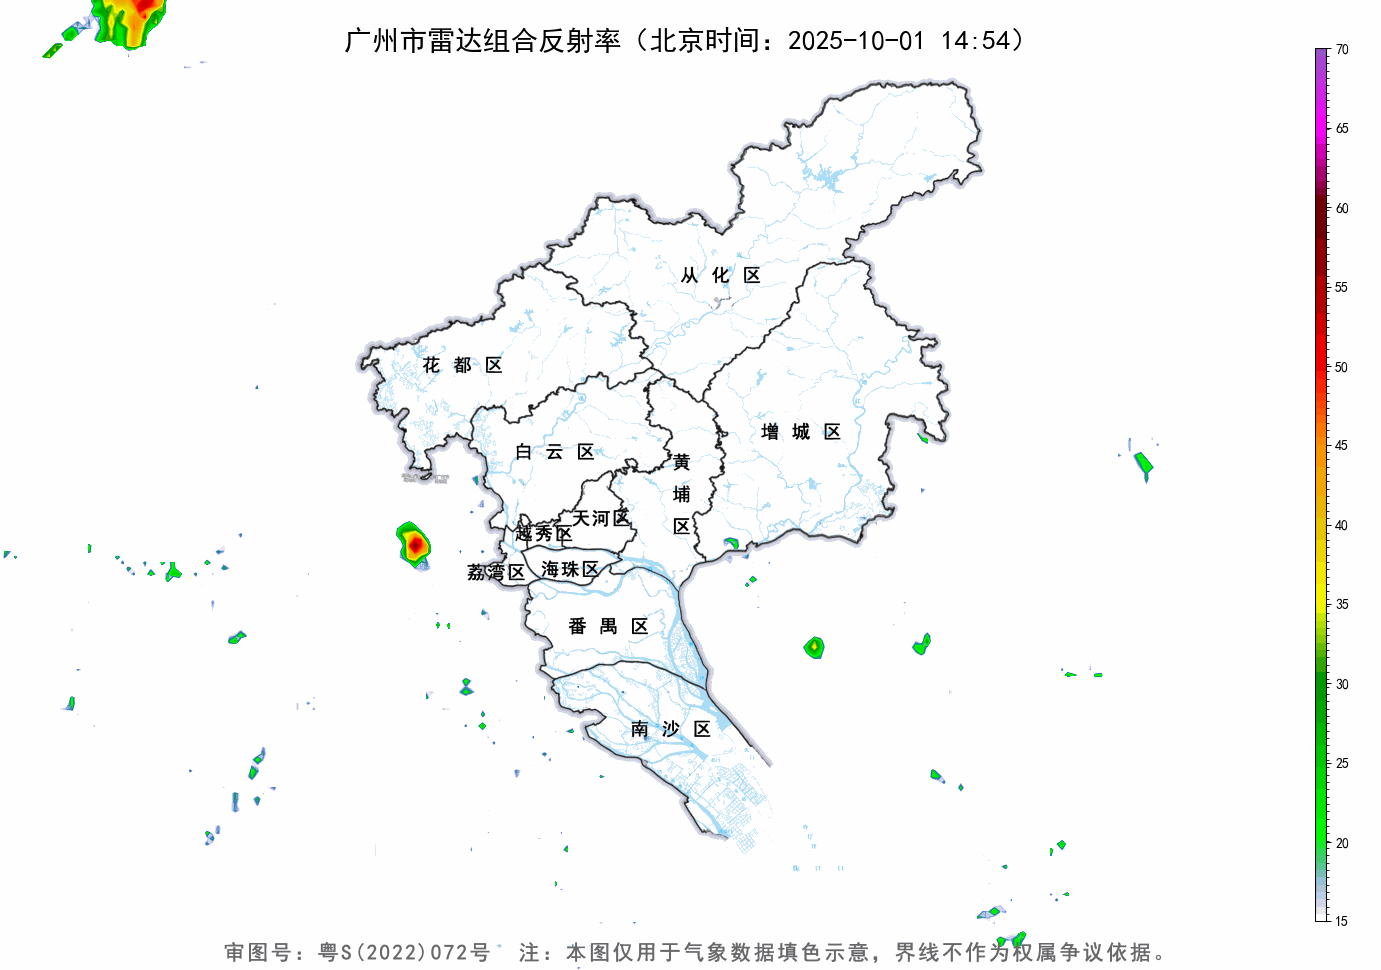 广州市雷达组合反射率（北京时间：2025-10-01 14:54）
70
65
60
55
50
45
40
35
30
25
20
15
从化区
花都区
增城区
白云区
黄埔区
天河区
越秀区
荔湾区
海珠区
番禺区
南沙区
审图号：粤S(2022)072号 注：本图仅用于气象数据填色示意，界线不作为权属争议依据。